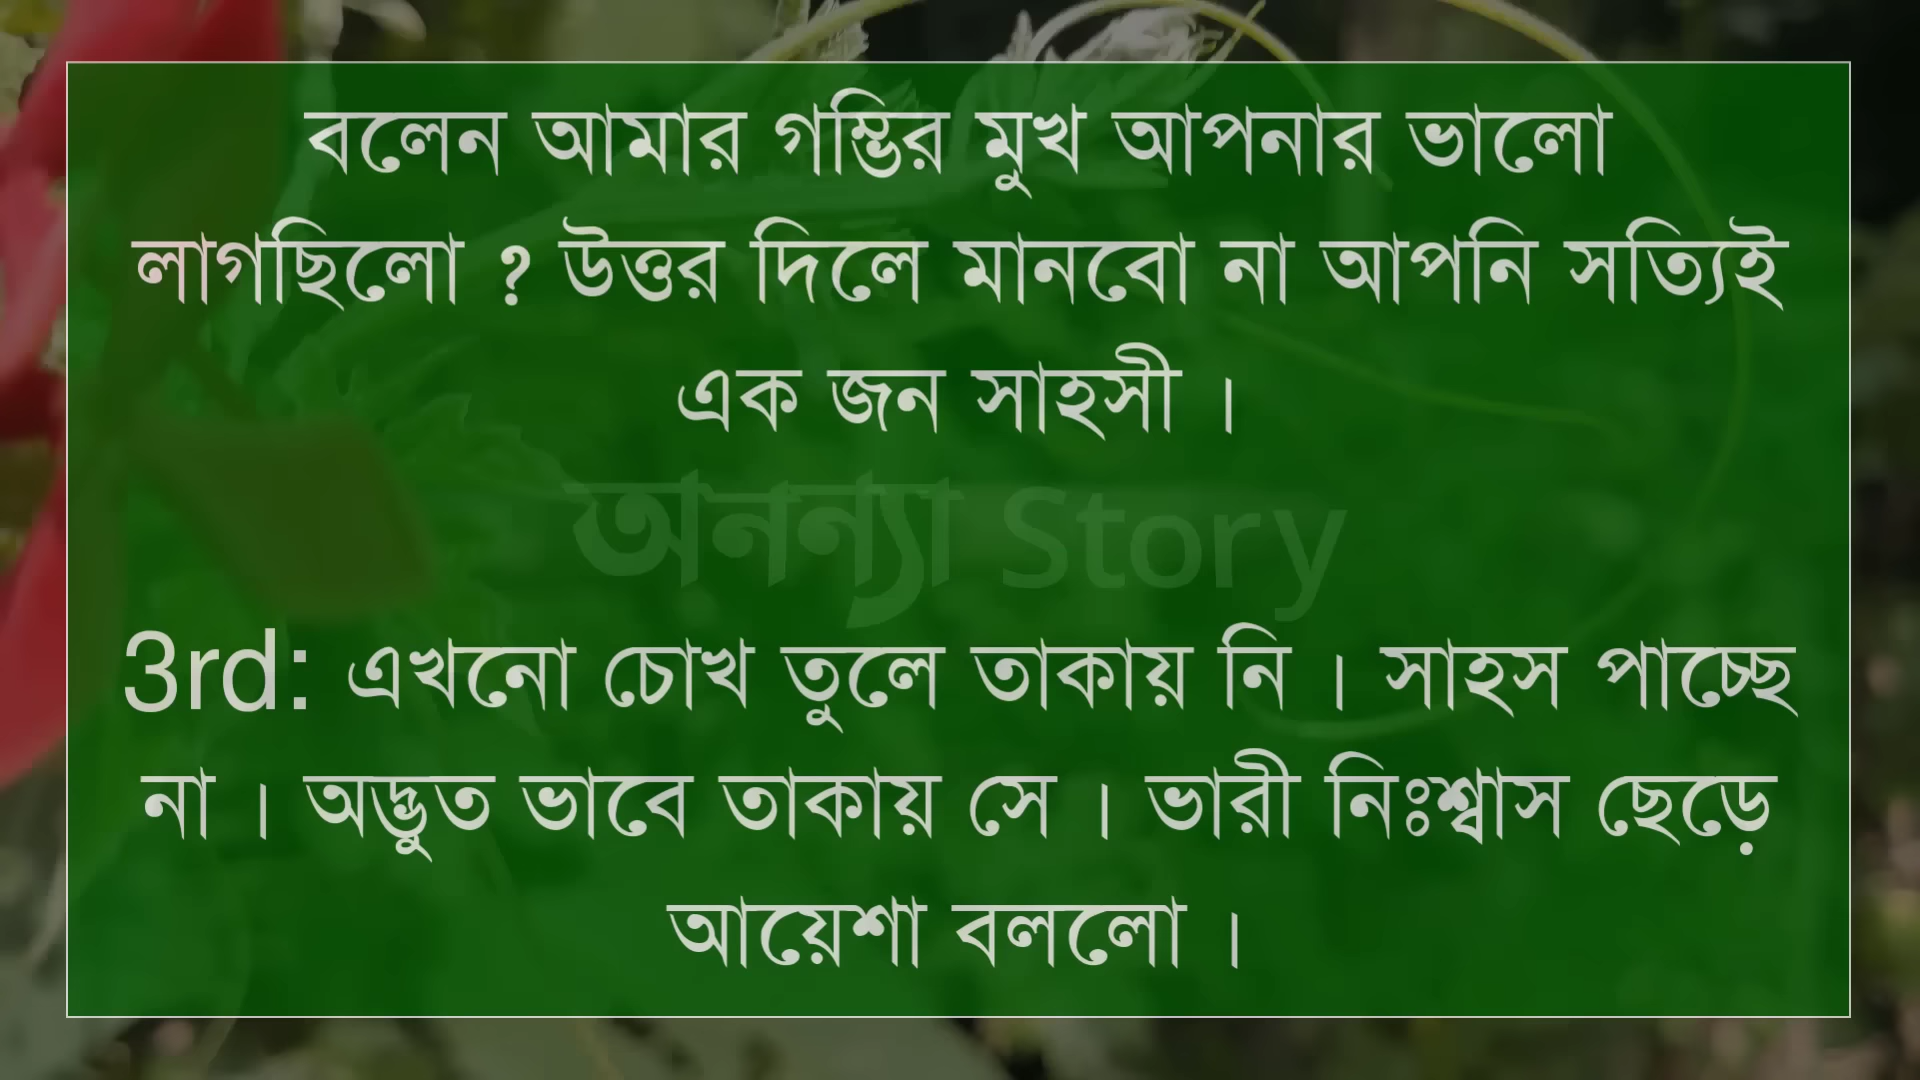 বলেন আমার গম্ভির মুখ আপনার ভালো
লাগছিলো ? উত্তর দিলে মানবো না আপনি সত্যিই
এক জন সাহসী ।
অনন্যা Story
3rd: এখনো চোখ তুলে তাকায় নি । সাহস পাচ্ছে
না । অদ্ভুত ভাবে তাকায় সে । ভারী নিঃশ্বাস ছেড়ে
আয়েশা বললো ।